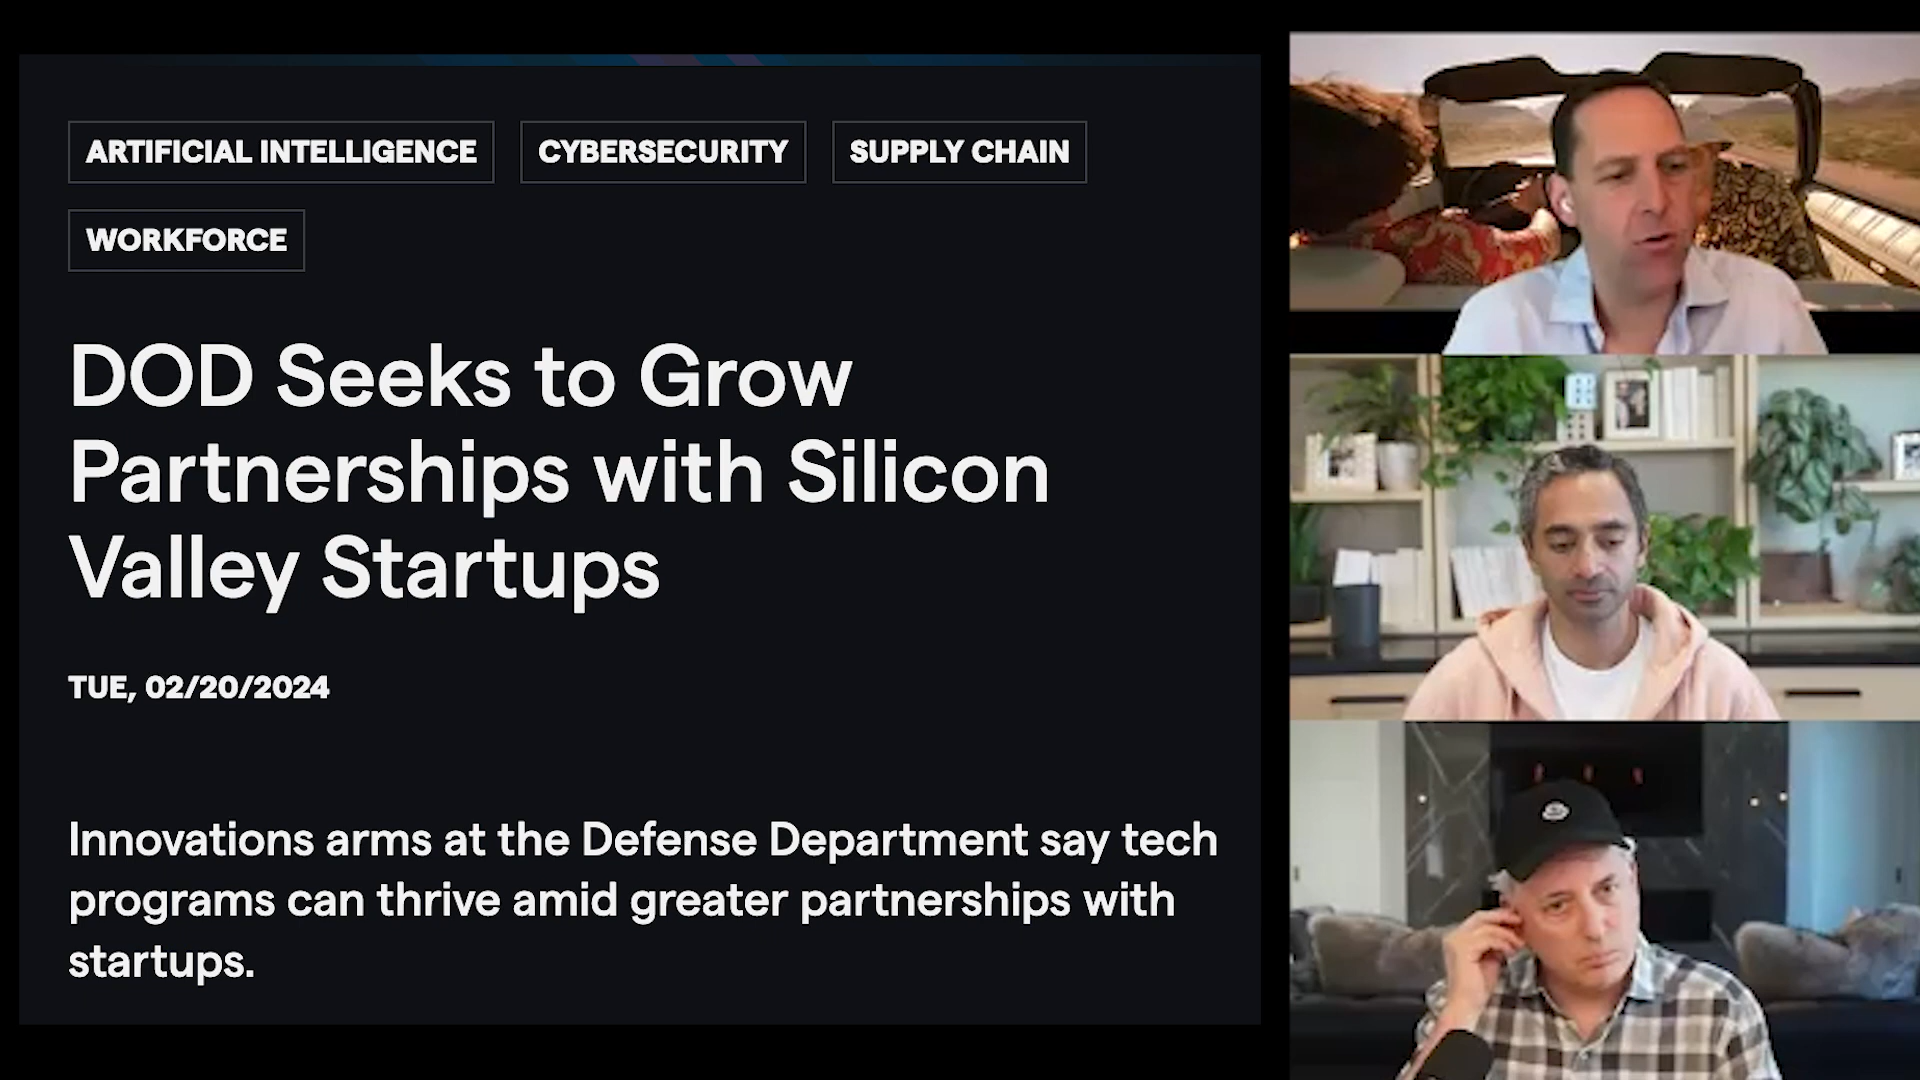 ARTIFICIAL INTELLIGENCE
CYBERSECURITY
SUPPLY CHAIN
WORKFORCE
DOD Seeks to Grow
Partnerships with Silicon
Valley Startups
TUE, 02/20/2024
Innovations arms at the Defense Department say tech
programs can thrive amid greater partnerships with
startups.